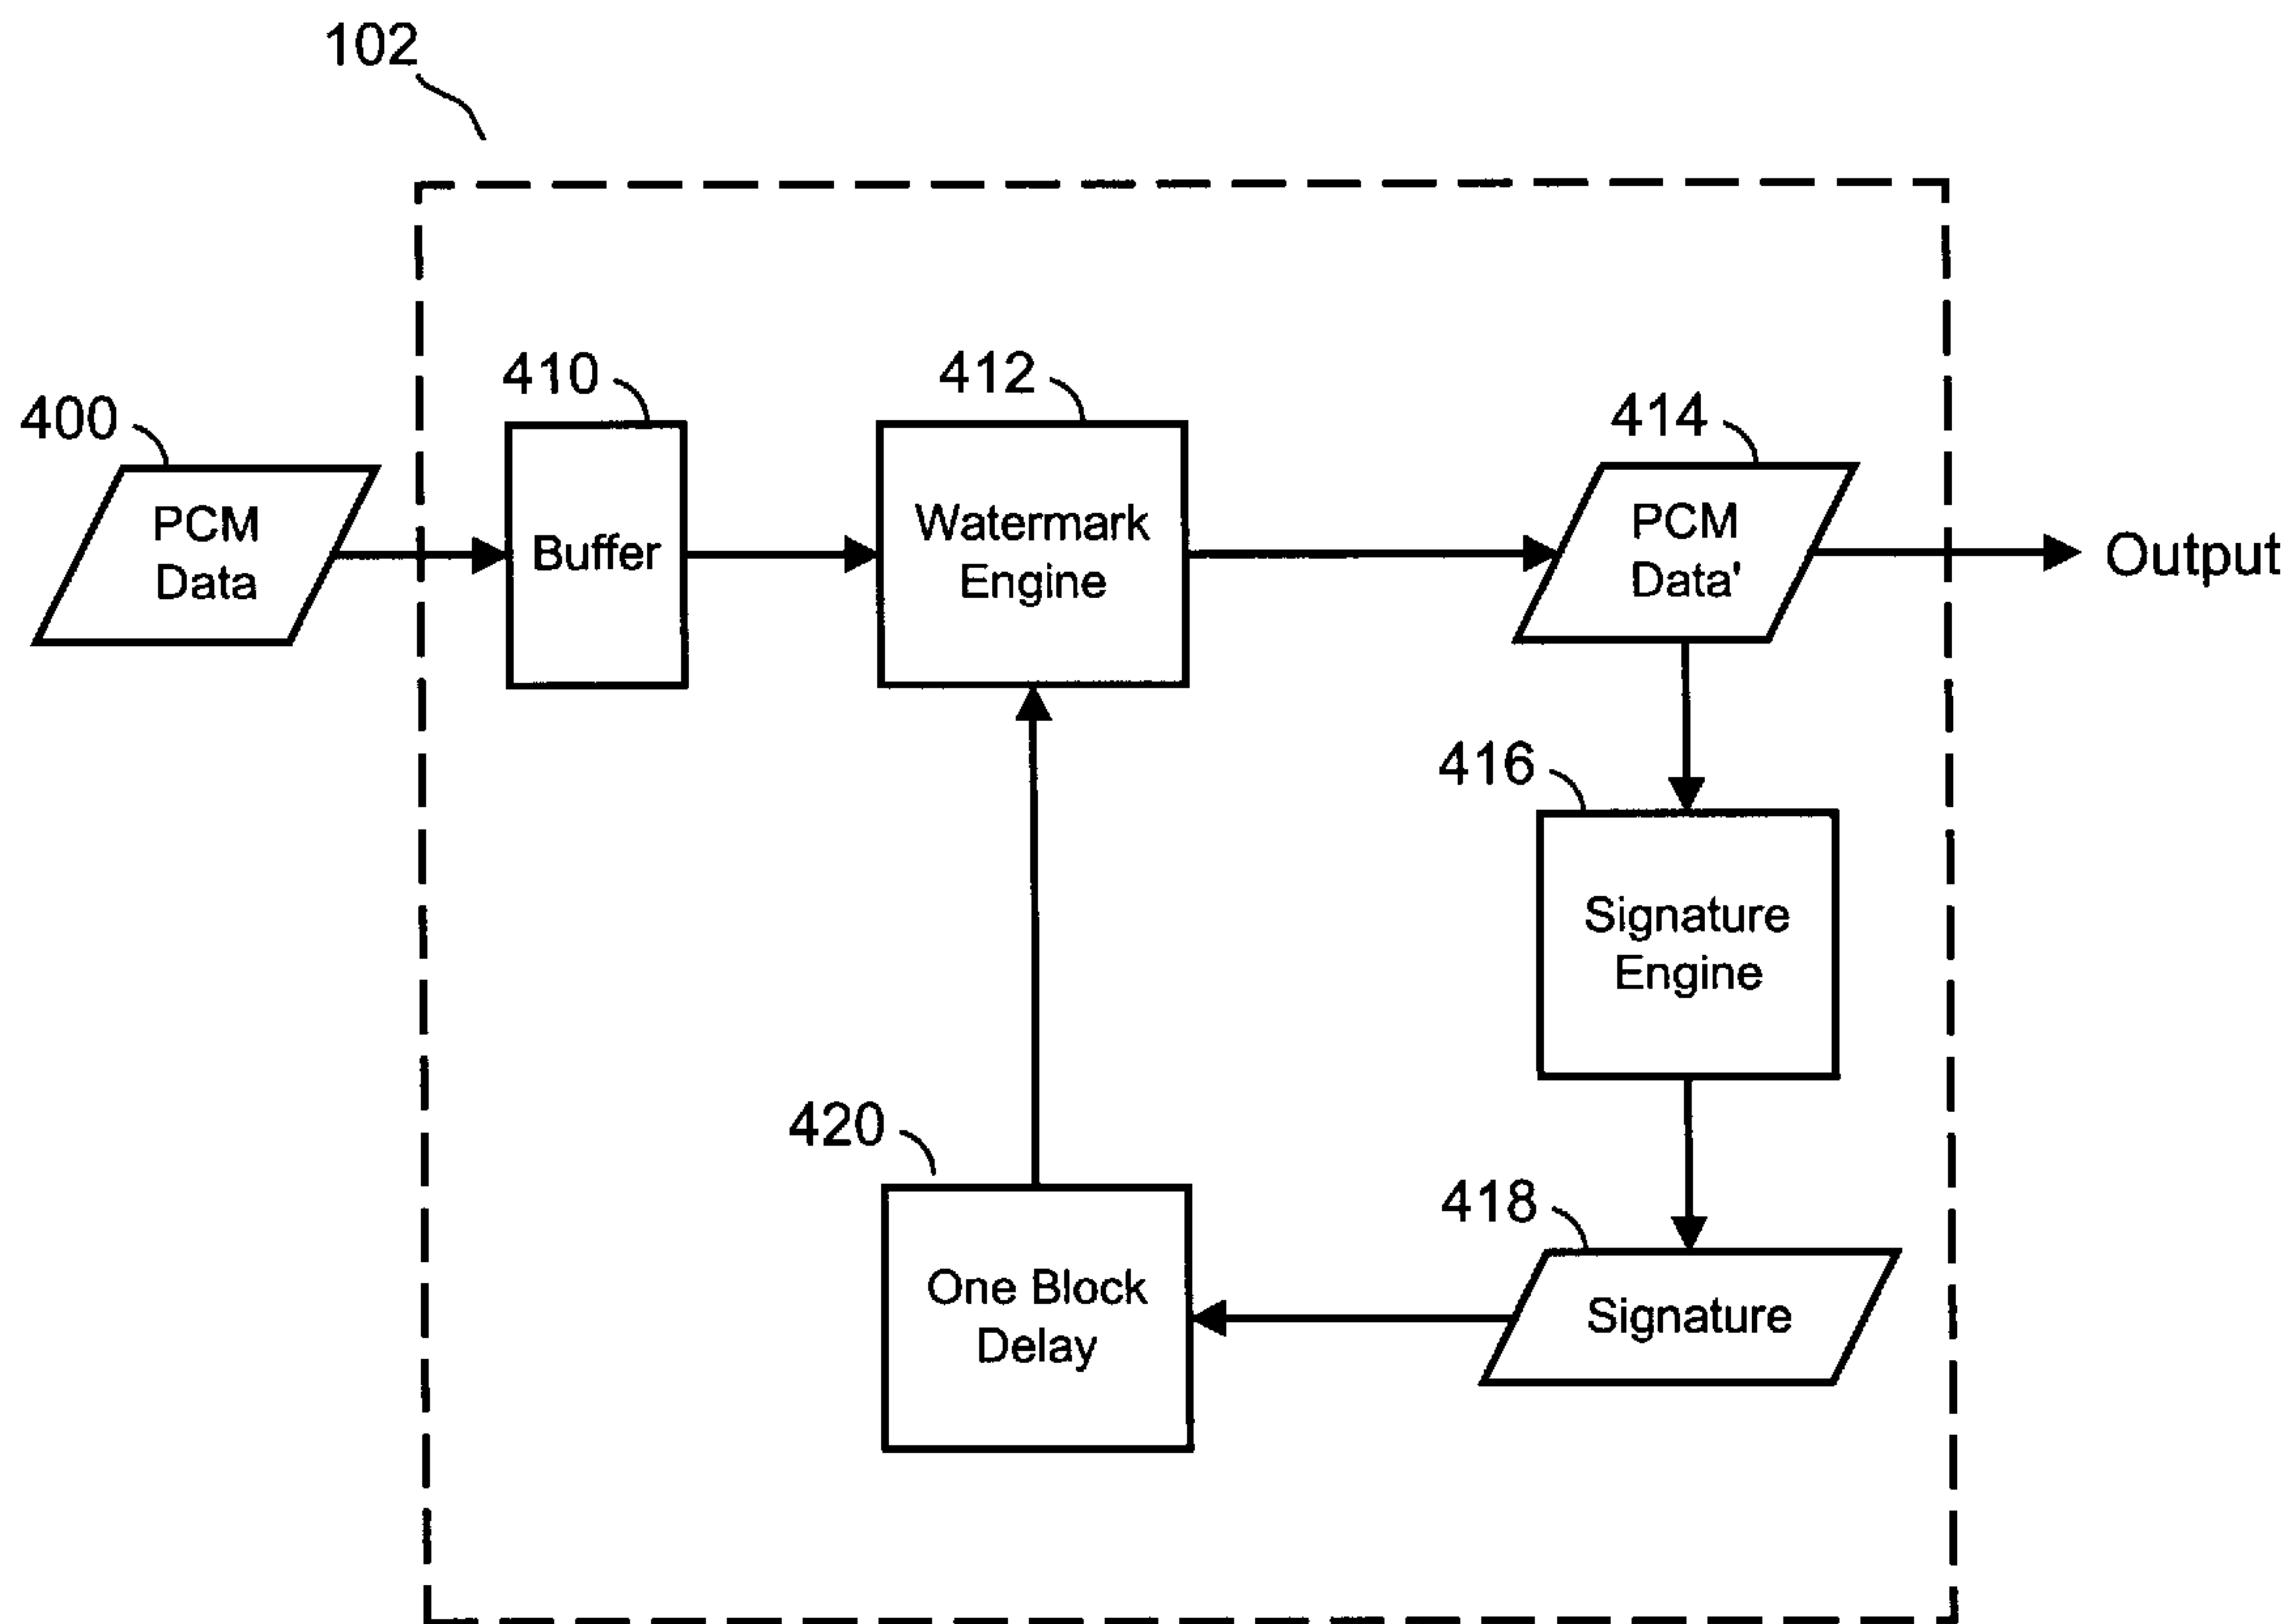 102
400
PCM
Data
410
Buffer
412
Watermark
Engine
414
PCM
Data'
Output
416
Signature
Engine
418
Signature
420
One Block
Delay